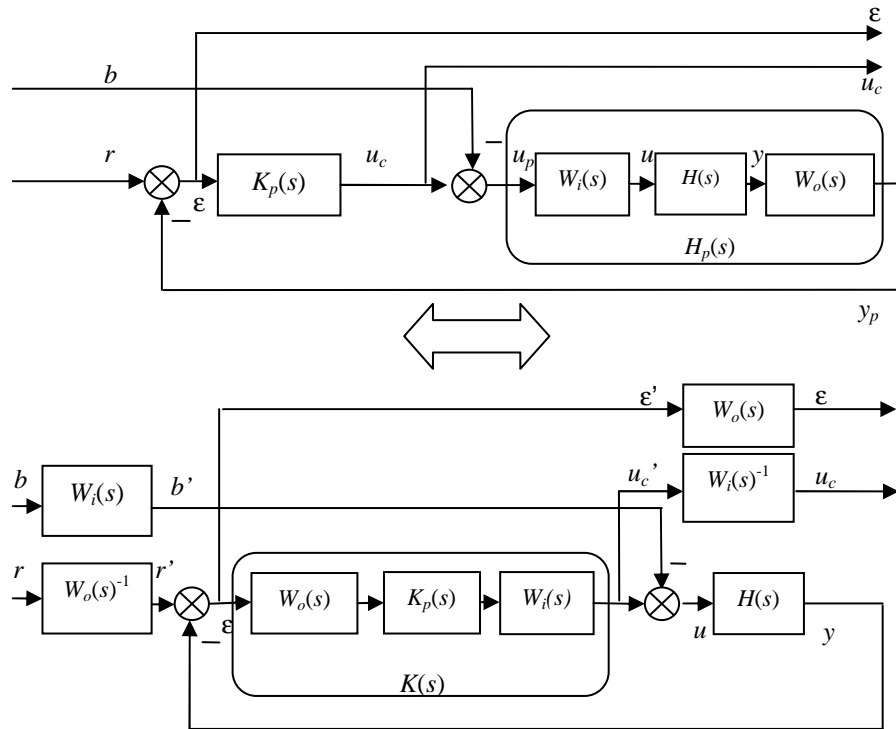 ε
b
u_c
r
ε
K_p(s)
u_c
u_p
W_i(s)
u
H(s)
y
W_o(s)
H_p(s)
y_p
ε'
W_o(s)
ε
b
W_i(s)
b'
u_c'
W_i(s)^-1
u_c
r
W_o(s)^-1
r'
ε
W_o(s)
K_p(s)
W_i(s)
K(s)
u
H(s)
y